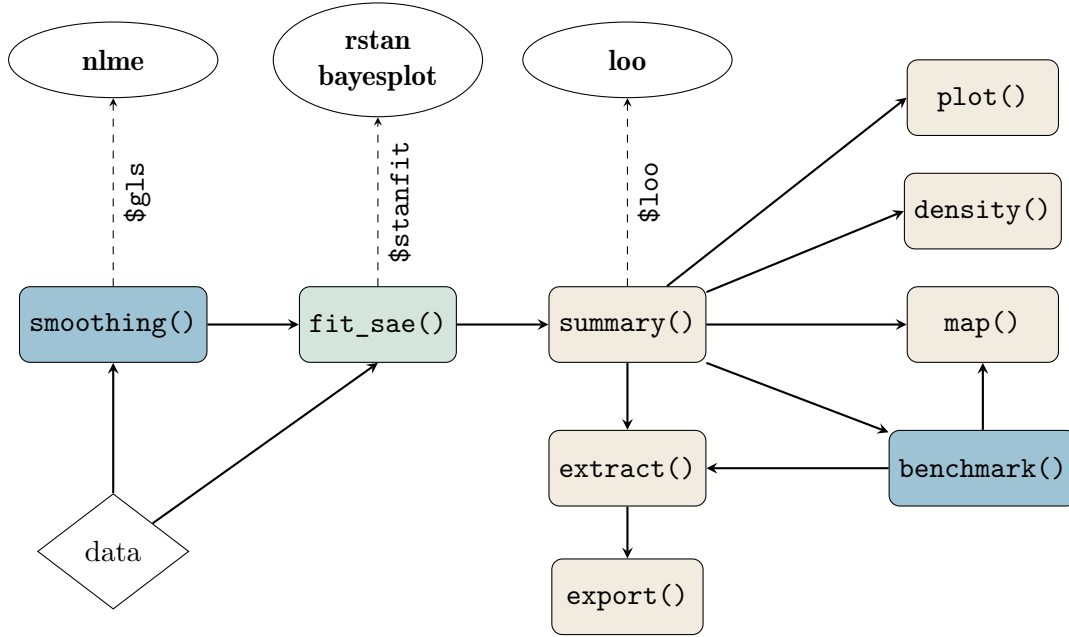 nlme
rstan
bayesplot
loo
plot()
$gls
$stanfit
$loo
density()
smoothing()
fit_sae()
summary()
map()
extract()
benchmark()
data
export()